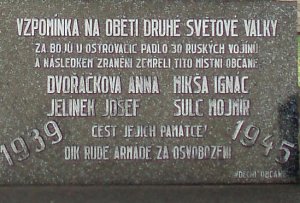 VZPOMÍNKA NA OBĚTI DRUHÉ SVĚTOVÉ VÁLKY
ZA BOJŮ U OSTROVAČIC PADLO 30 RUSKÝCH VOJÍNŮ
A NÁSLEDKEM ZRANĚNÍ ZEMŘELI TITO MÍSTNÍ OBČANÉ
DVOŘÁČKOVÁ ANNA MIKŠA IGNÁC
JELÍNEK JOSEF ŠULC MOJMÍR
ČEST JEJICH PAMÁTCE!
1939 1945
DÍK RUDÉ ARMÁDĚ ZA OSVOBOZENÍ
VDĚČNÍ OBČANÉ